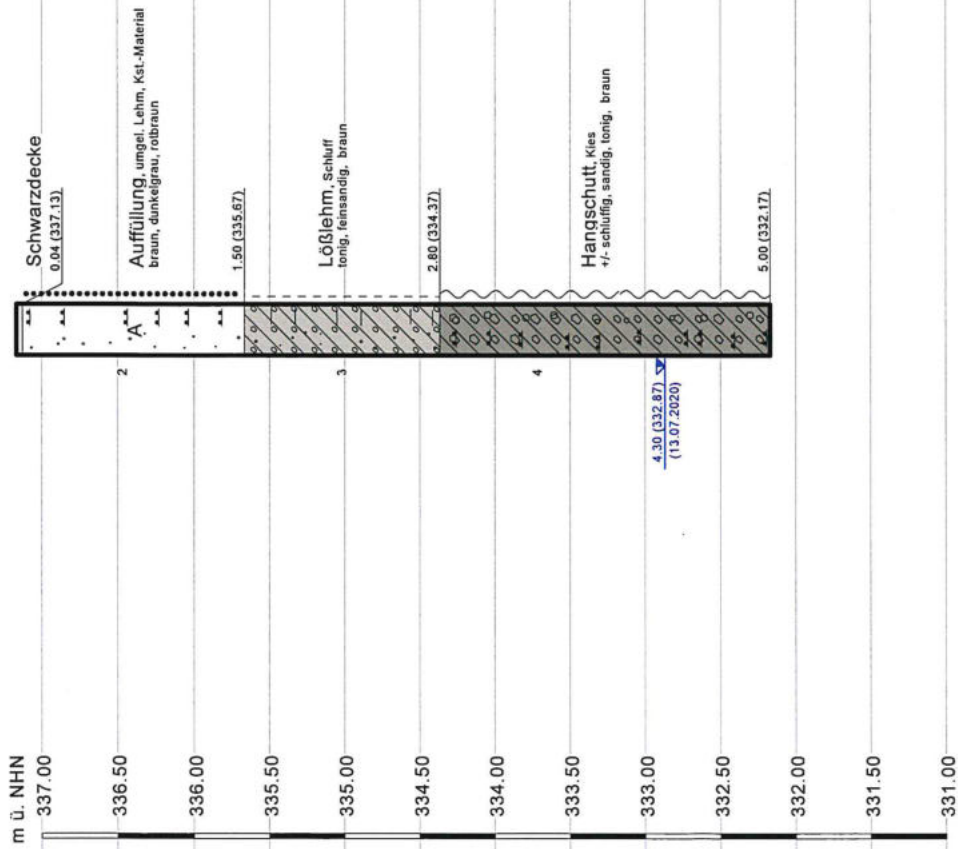 m ü. NHN
337.00
336.50
336.00
335.50
335.00
334.50
334.00
333.50
333.00
332.50
332.00
331.50
331.00
Schwarzdecke
0.04 (337.13)
A
2
Auffüllung, umgel. Lehm, Kst.-Material
braun, dunkelgrau, rotbraun
1.50 (335.67)
3
Lößlehm, Schluff
tonig, feinsandig, braun
2.80 (334.37)
4
Hangschutt, Kies
+/- schluffig, sandig, tonig, braun
4.30 (332.87)
(13.07.2020)
5.00 (332.17)